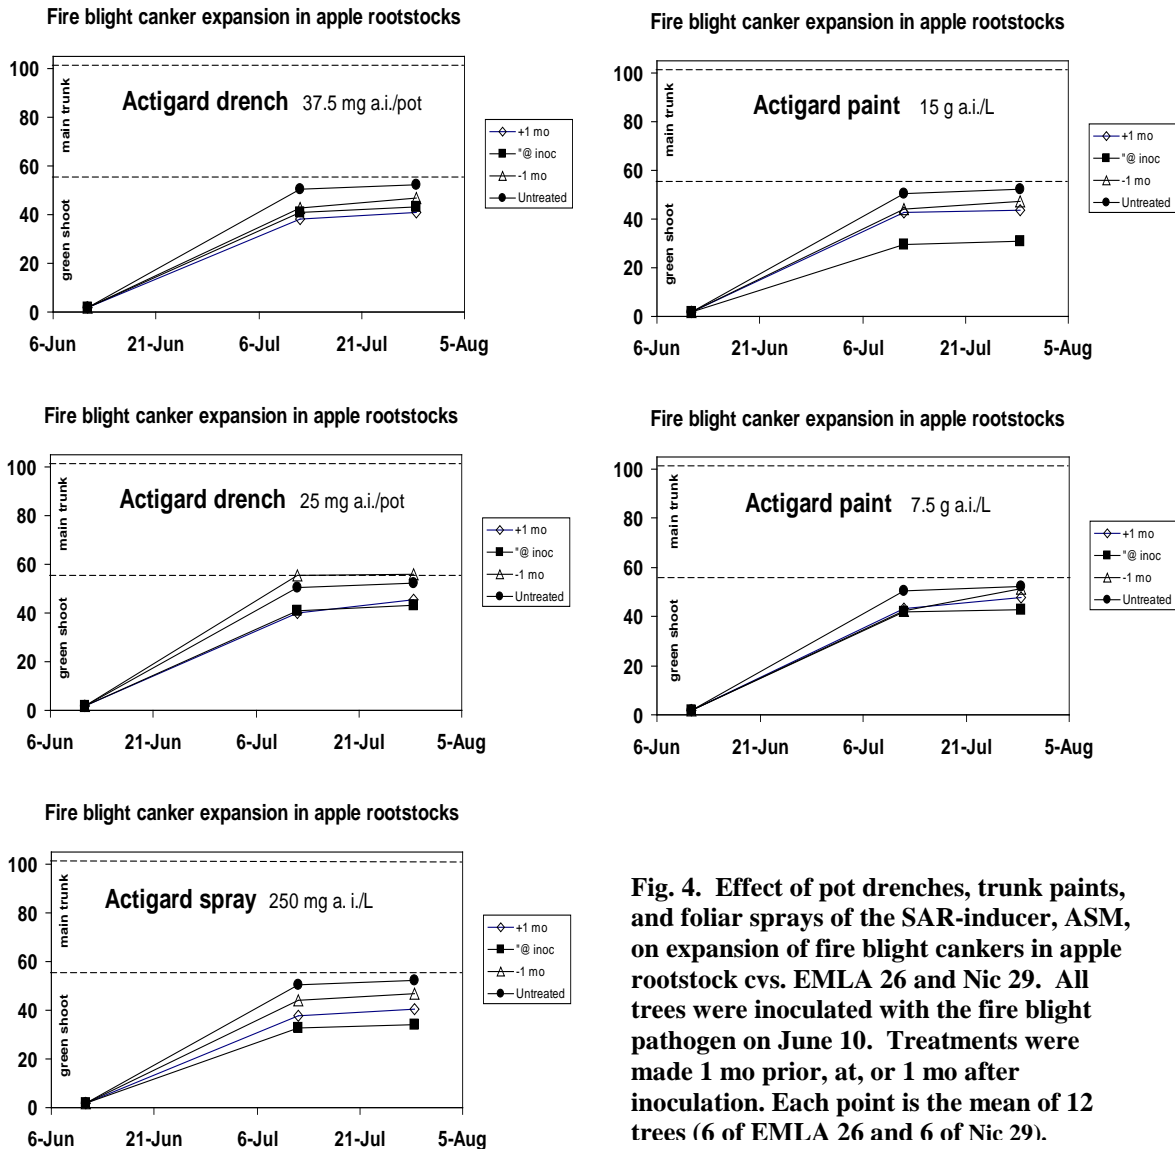 Fire blight canker expansion in apple rootstocks
100
80
60
40
20
0
main trunk
green shoot
Actigard drench 37.5 mg a.i./pot
6-Jun 21-Jun 6-Jul 21-Jul 5-Aug
+1 mo
"@ inoc
-1 mo
Untreated
Fire blight canker expansion in apple rootstocks
100
80
60
40
20
0
main trunk
green shoot
Actigard paint 15 g a.i./L
6-Jun 21-Jun 6-Jul 21-Jul 5-Aug
+1 mo
"@ inoc
-1 mo
Untreated
Fire blight canker expansion in apple rootstocks
100
80
60
40
20
0
main trunk
green shoot
Actigard drench 25 mg a.i./pot
6-Jun 21-Jun 6-Jul 21-Jul 5-Aug
+1 mo
"@ inoc
-1 mo
Untreated
Fire blight canker expansion in apple rootstocks
100
80
60
40
20
0
main trunk
green shoot
Actigard paint 7.5 g a.i./L
6-Jun 21-Jun 6-Jul 21-Jul 5-Aug
+1 mo
"@ inoc
-1 mo
Untreated
Fire blight canker expansion in apple rootstocks
100
80
60
40
20
0
main trunk
green shoot
Actigard spray 250 mg a. i./L
6-Jun 21-Jun 6-Jul 21-Jul 5-Aug
+1 mo
"@ inoc
-1 mo
Untreated
Fig. 4. Effect of pot drenches, trunk paints,
and foliar sprays of the SAR-inducer, ASM,
on expansion of fire blight cankers in apple
rootstock cvs. EMLA 26 and Nic 29. All
trees were inoculated with the fire blight
pathogen on June 10. Treatments were
made 1 mo prior, at, or 1 mo after
inoculation. Each point is the mean of 12
trees (6 of EMLA 26 and 6 of Nic 29).